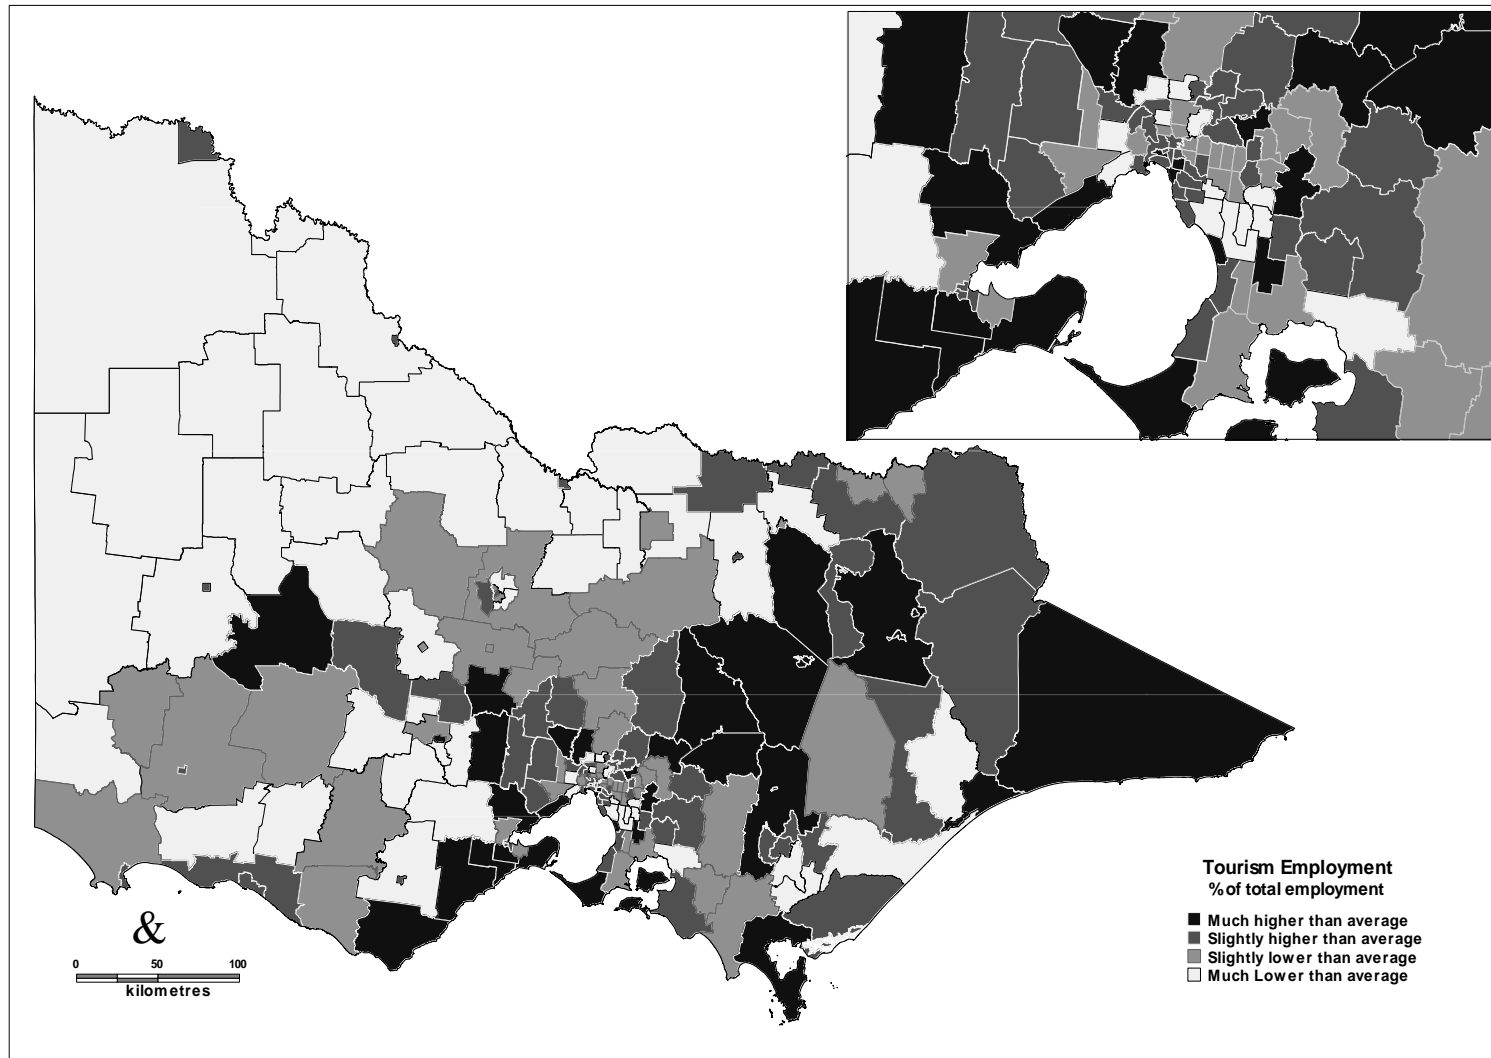 Tourism Employment
% of total employment
Much higher than average
Slightly higher than average
Slightly lower than average
Much Lower than average
&
0 50 100
kilometres